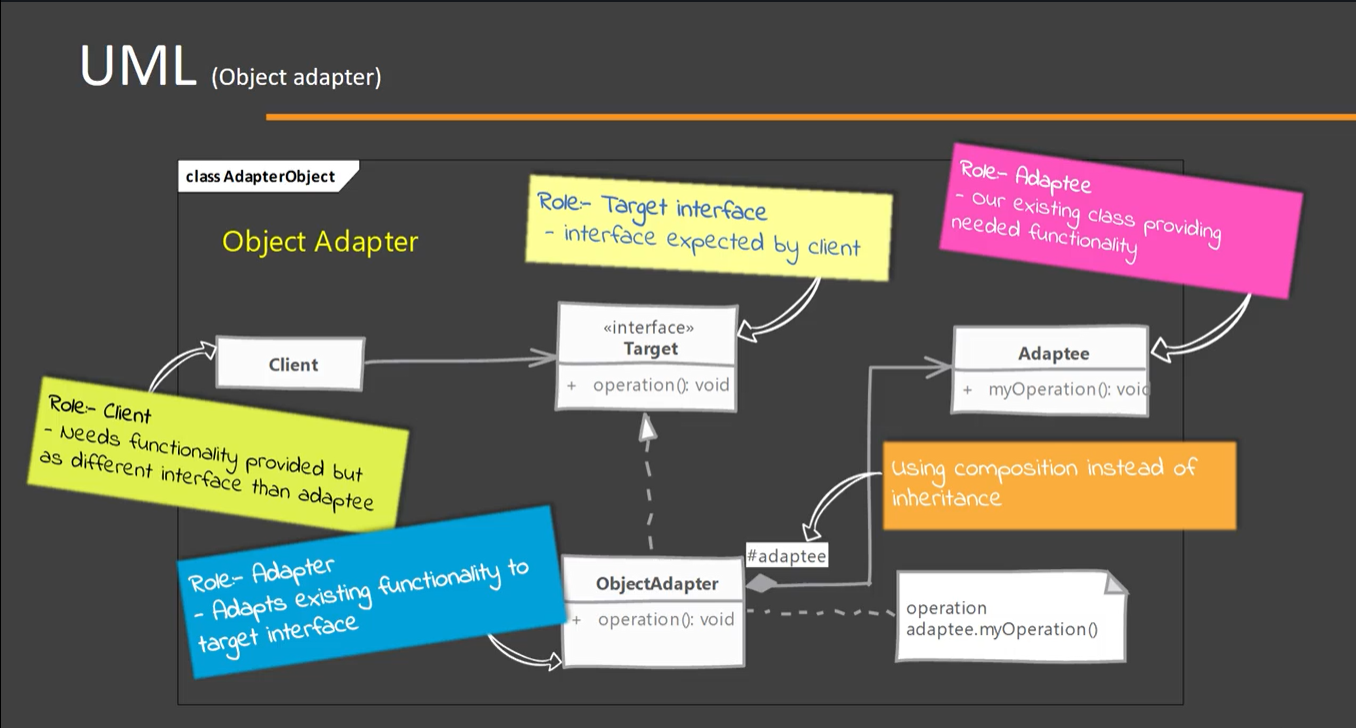 UML (Object adapter)
class AdapterObject
Object Adapter
Role:- Target interface
- interface expected by client
Role:- Adaptee
- our existing class providing
needed functionality
«interface»
Target
+ operation(): void
Client
Adaptee
+ myOperation(): void
Role:- Client
- Needs functionality provided but
as different interface than adaptee
using composition instead of
inheritance
Role:- Adapter
- Adapts existing functionality to
target interface
#adaptee
ObjectAdapter
+ operation(): void
operation
adaptee.myOperation()